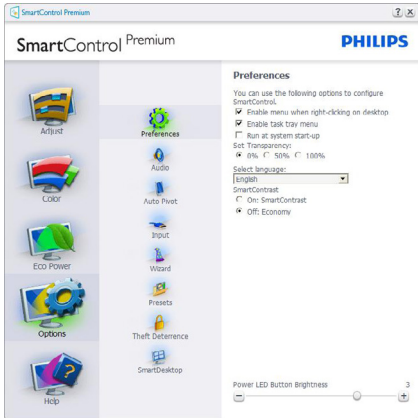 SmartControl Premium
SmartControl Premium
PHILIPS
Adjust
Color
Eco Power
Options
Help
Preferences
Audio
Auto Pivot
Input
Wizard
Presets
Theft Deterrence
SmartDesktop
Preferences
You can use the following options to configure
SmartControl.
Enable menu when right-clicking on desktop
Enable task tray menu
Run at system start-up
Set Transparency:
0% 50% 100%
Select language:
English
SmartContrast
On: SmartContrast
Off: Economy
Power LED Button Brightness 3